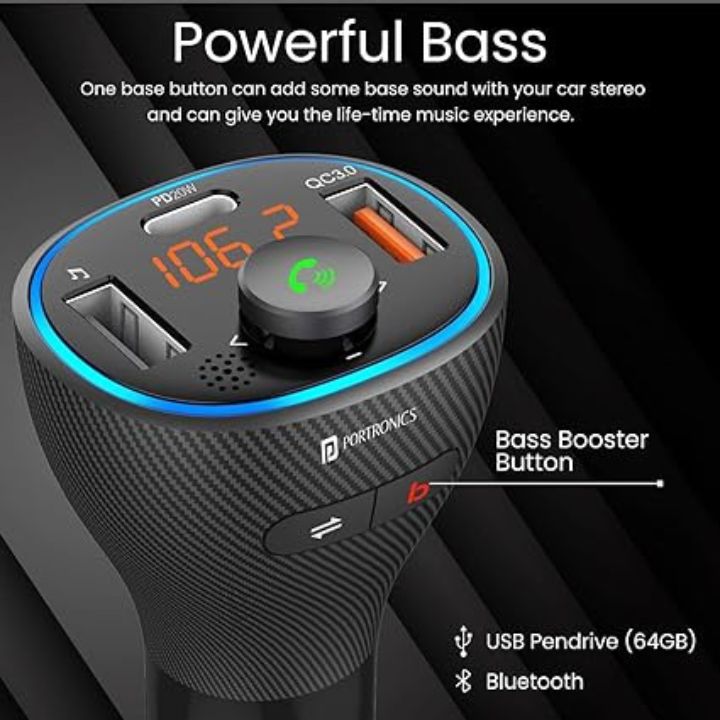 Powerful Bass
One base button can add some base sound with your car stereo
and can give you the life-time music experience.
PD20W
QC3.0
106.2
PORTRONICS
b
Bass Booster
Button
USB Pendrive (64GB)
Bluetooth